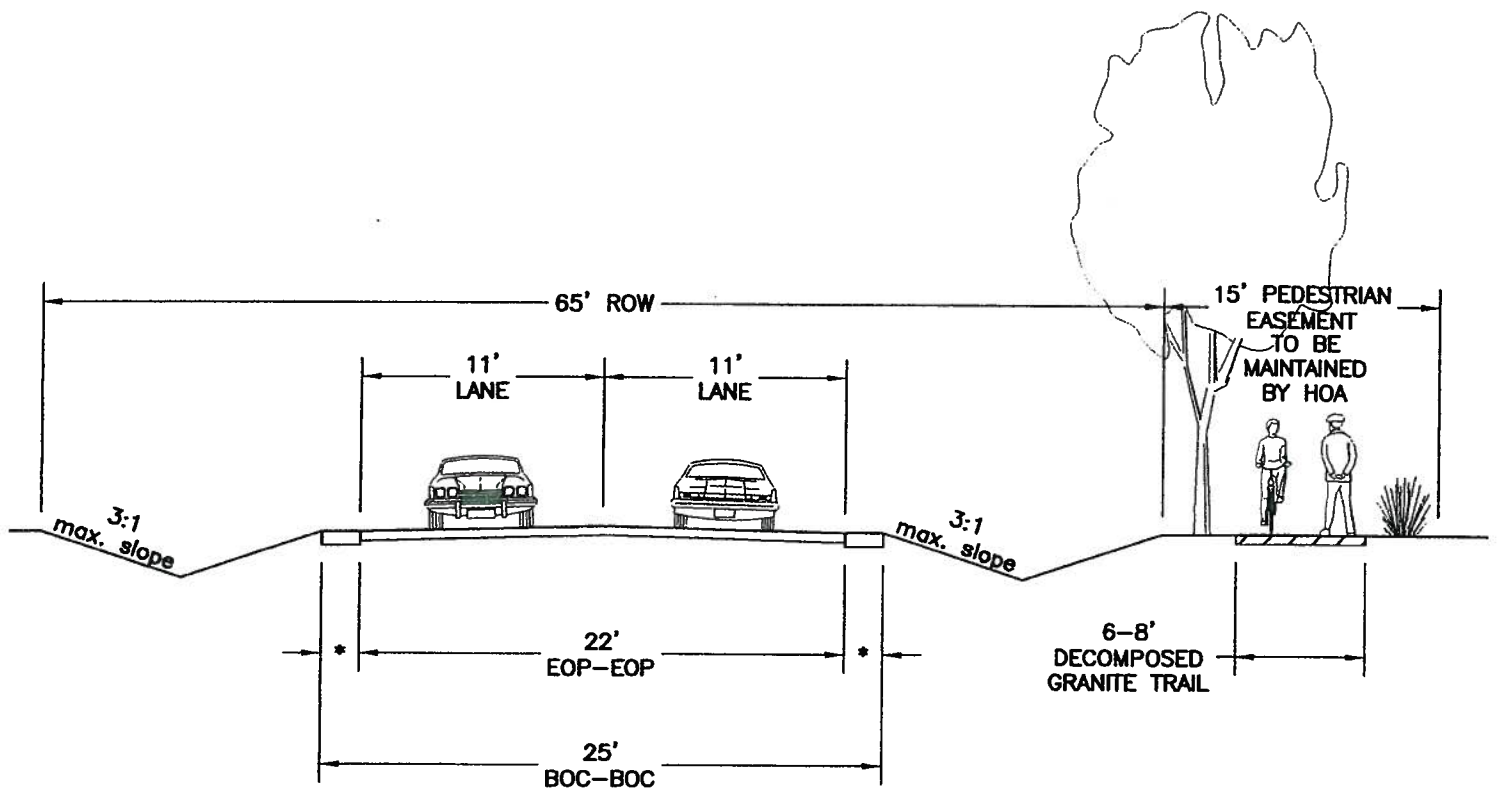 65' ROW
15' PEDESTRIAN
EASEMENT
TO BE
MAINTAINED
BY HOA
11'
LANE
11'
LANE
3:1
max. slope
3:1
max. slope
*
22'
EOP-EOP
*
6-8'
DECOMPOSED
GRANITE TRAIL
25'
BOC-BOC